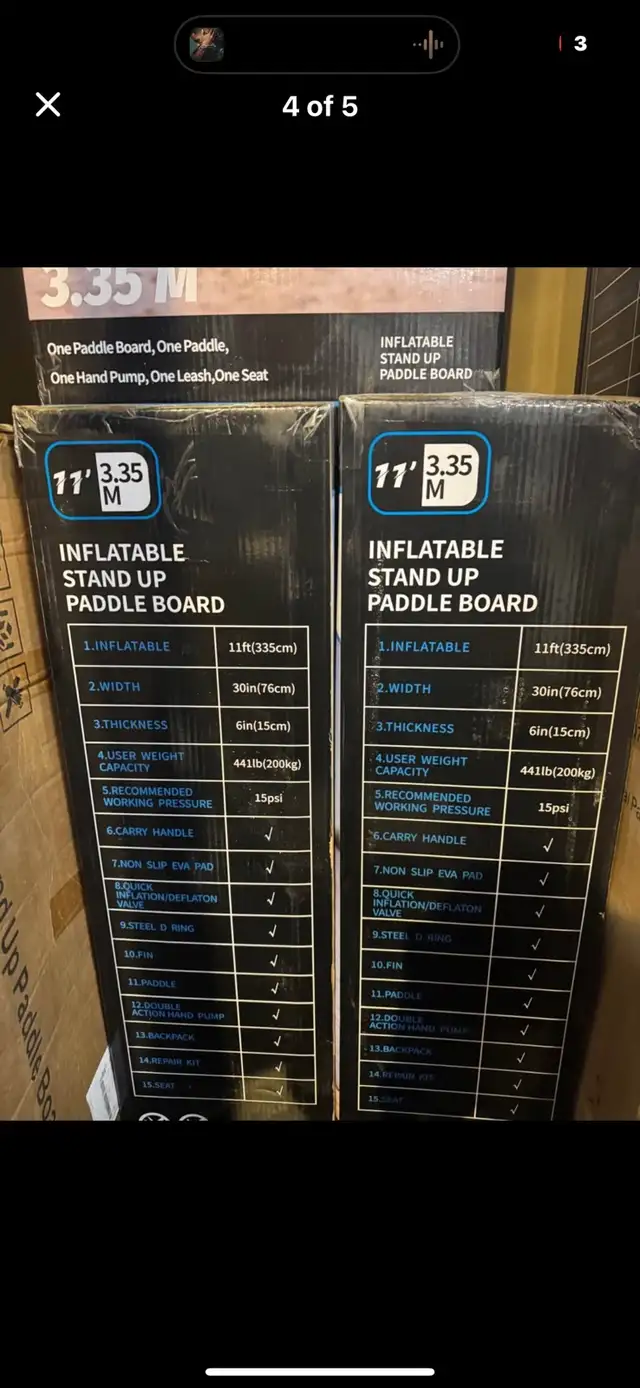 3
4 of 5
3.35 M
One Paddle Board, One Paddle,
One Hand Pump, One Leash,One Seat
INFLATABLE
STAND UP
PADDLE BOARD
11' 3.35
M
INFLATABLE
STAND UP
PADDLE BOARD
1.INFLATABLE 11ft(335cm)
2.WIDTH 30in(76cm)
3.THICKNESS 6in(15cm)
4.USER WEIGHT
CAPACITY 441lb(200kg)
5.RECOMMENDED
WORKING PRESSURE 15psi
6.CARRY HANDLE ✓
7.NON SLIP EVA PAD ✓
8.QUICK
INFLATION/DEFLATON
VALVE ✓
9.STEEL D RING ✓
10.FIN ✓
11.PADDLE ✓
12.DOUBLE
ACTION HAND PUMP ✓
13.BACKPACK ✓
14.REPAIR KIT ✓
15.SEAT ✓
11' 3.35
M
INFLATABLE
STAND UP
PADDLE BOARD
1.INFLATABLE 11ft(335cm)
2.WIDTH 30in(76cm)
3.THICKNESS 6in(15cm)
4.USER WEIGHT
CAPACITY 441lb(200kg)
5.RECOMMENDED
WORKING PRESSURE 15psi
6.CARRY HANDLE ✓
7.NON SLIP EVA PAD ✓
8.QUICK
INFLATION/DEFLATON
VALVE ✓
9.STEEL D RING ✓
10.FIN ✓
11.PADDLE ✓
12.DOUBLE
ACTION HAND PUMP ✓
13.BACKPACK ✓
14.REPAIR KIT ✓
15.SEAT ✓
Up Paddle